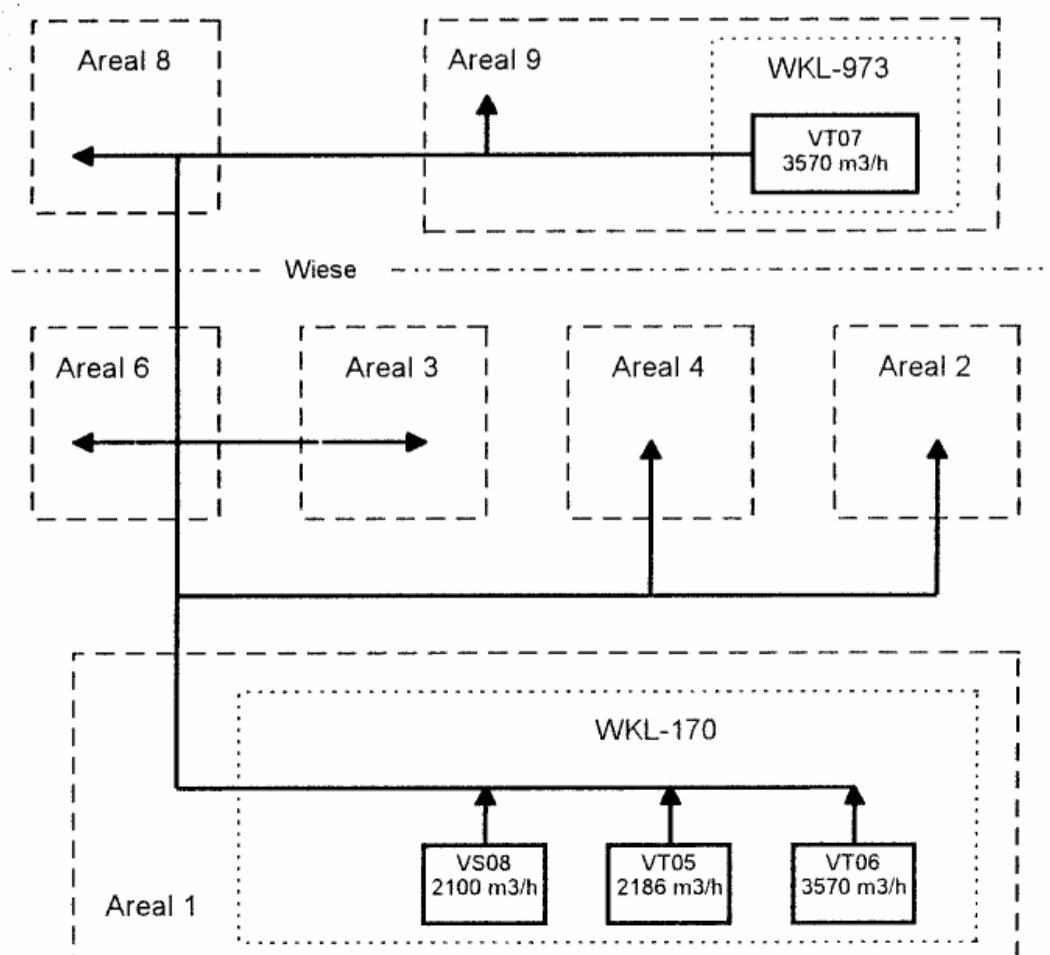 Areal 8
Areal 9
WKL-973
VT07
3570 m3/h
Wiese
Areal 6
Areal 3
Areal 4
Areal 2
WKL-170
VS08
2100 m3/h
VT05
2186 m3/h
VT06
3570 m3/h
Areal 1